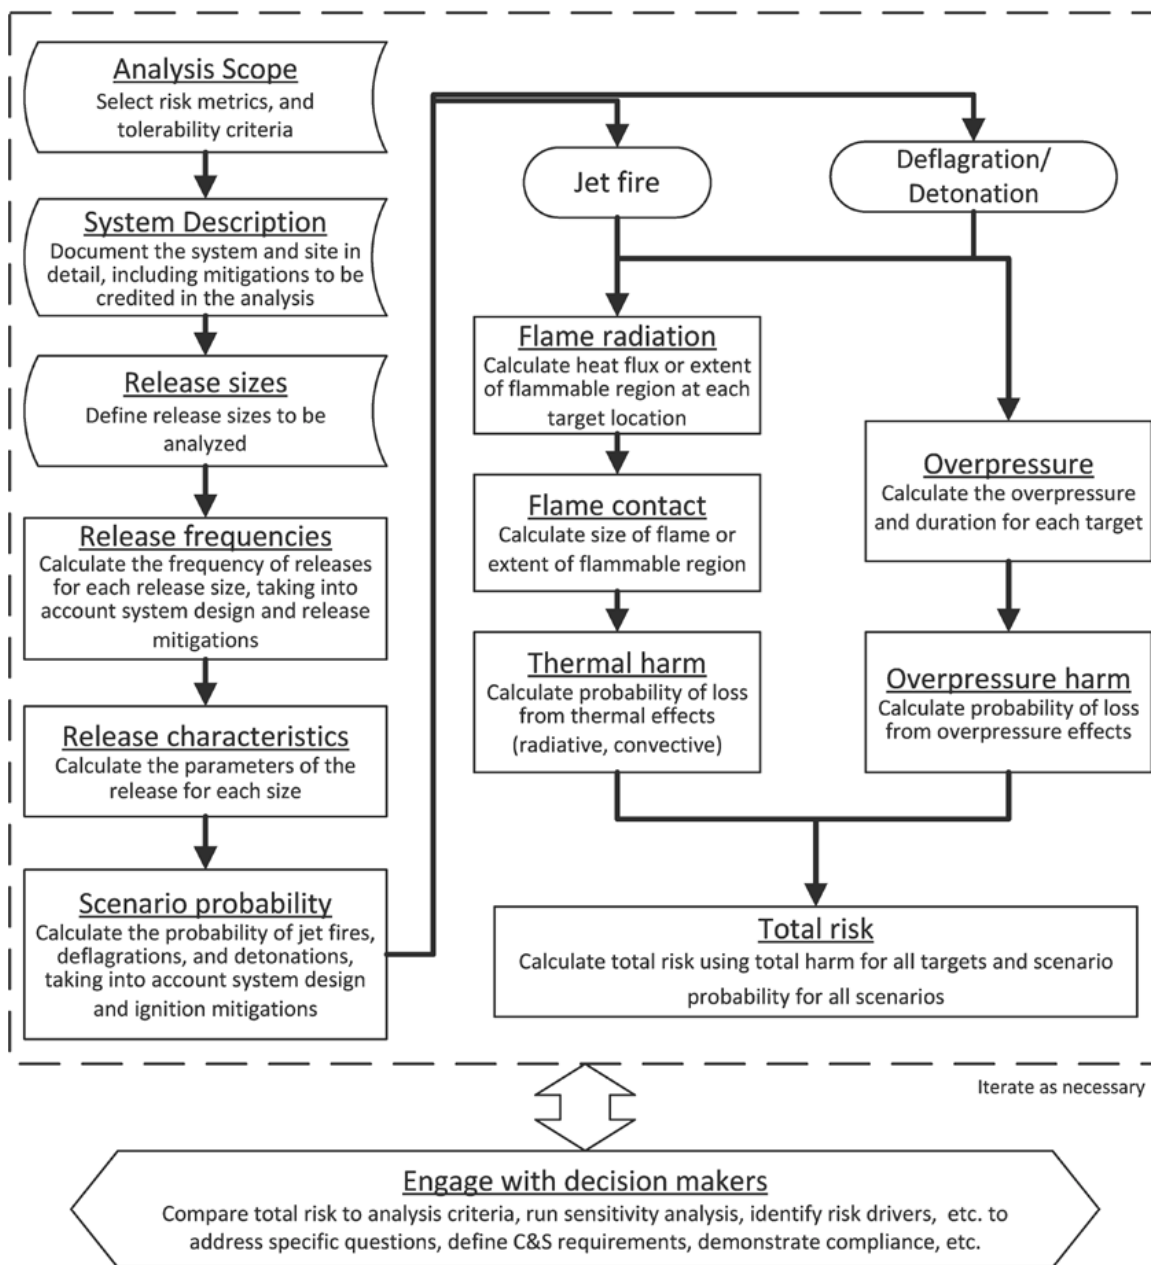 Analysis Scope
Select risk metrics, and
tolerability criteria
System Description
Document the system and site in
detail, including mitigations to be
credited in the analysis
Release sizes
Define release sizes to be
analyzed
Release frequencies
Calculate the frequency of releases
for each release size, taking into
account system design and release
mitigations
Release characteristics
Calculate the parameters of the
release for each size
Scenario probability
Calculate the probability of jet fires,
deflagrations, and detonations,
taking into account system design
and ignition mitigations
Jet fire
Deflagration/
Detonation
Flame radiation
Calculate heat flux or extent
of flammable region at each
target location
Flame contact
Calculate size of flame or
extent of flammable region
Thermal harm
Calculate probability of loss
from thermal effects
(radiative, convective)
Overpressure
Calculate the overpressure
and duration for each target
Overpressure harm
Calculate probability of loss
from overpressure effects
Total risk
Calculate total risk using total harm for all targets and scenario
probability for all scenarios
Iterate as necessary
Engage with decision makers
Compare total risk to analysis criteria, run sensitivity analysis, identify risk drivers, etc. to
address specific questions, define C&S requirements, demonstrate compliance, etc.